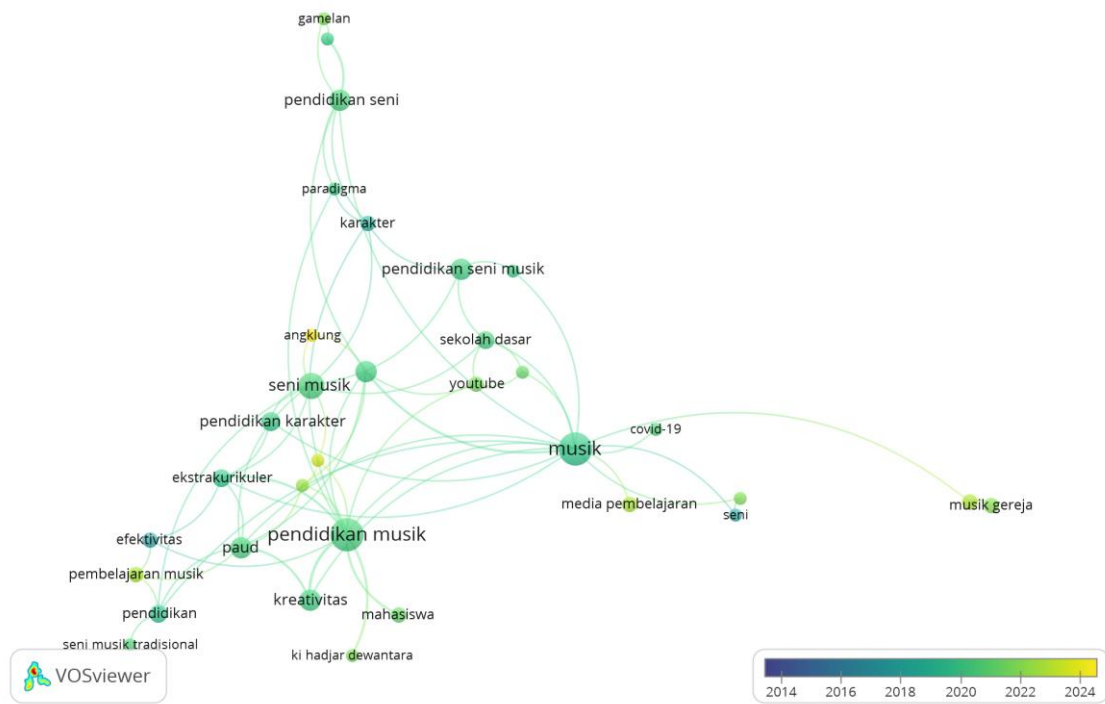 gamelan
pendidikan seni
paradigma
karakter
pendidikan seni musik
angklung
sekolah dasar
seni musik
youtube
pendidikan karakter
covid-19
musik
ekstrakurikuler
media pembelajaran
musik gereja
seni
pendidikan musik
efektivitas
paud
pembelajaran musik
kreativitas
pendidikan
mahasiswa
seni musik tradisional
ki hadjar dewantara
VOSviewer
2014 2016 2018 2020 2022 2024